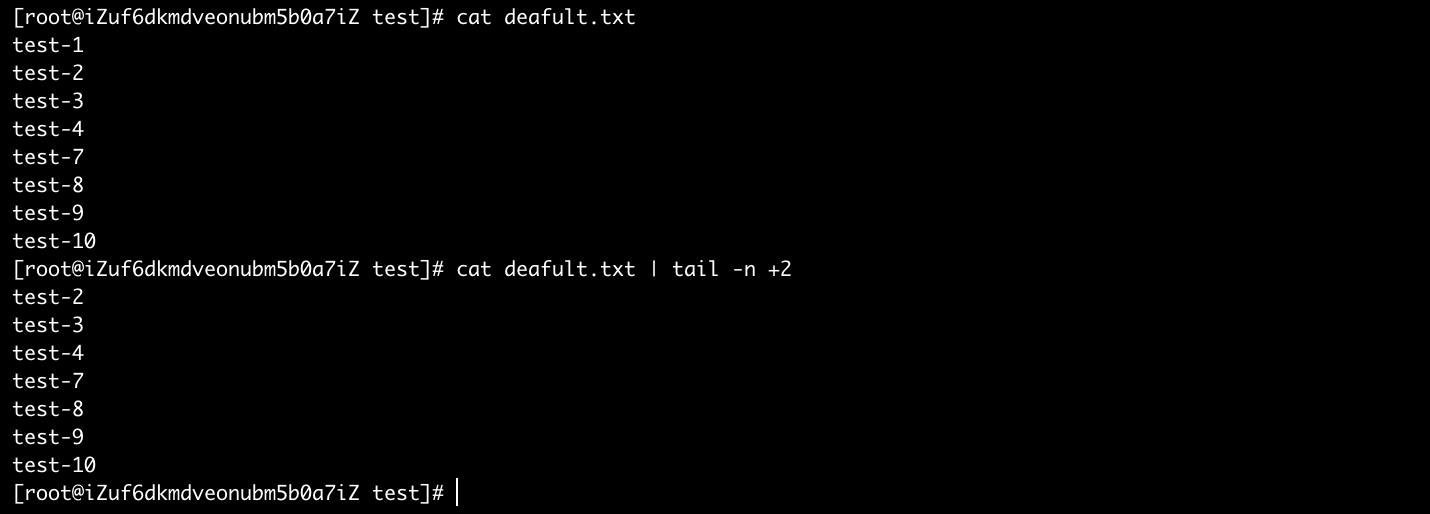 [root@iZuf6dkmdveonubm5b0a7iZ test]# cat deafult.txt
test-1
test-2
test-3
test-4
test-7
test-8
test-9
test-10
[root@iZuf6dkmdveonubm5b0a7iZ test]# cat deafult.txt | tail -n +2
test-2
test-3
test-4
test-7
test-8
test-9
test-10
[root@iZuf6dkmdveonubm5b0a7iZ test]#